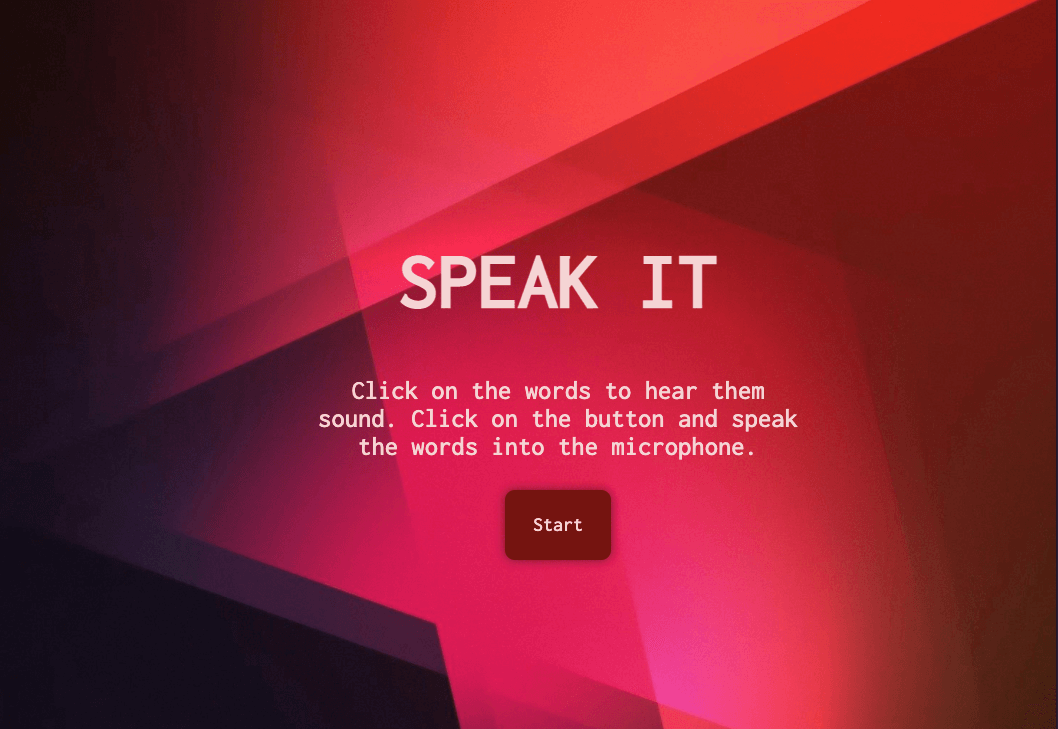 SPEAK IT
Click on the words to hear them
sound. Click on the button and speak
the words into the microphone.
Start